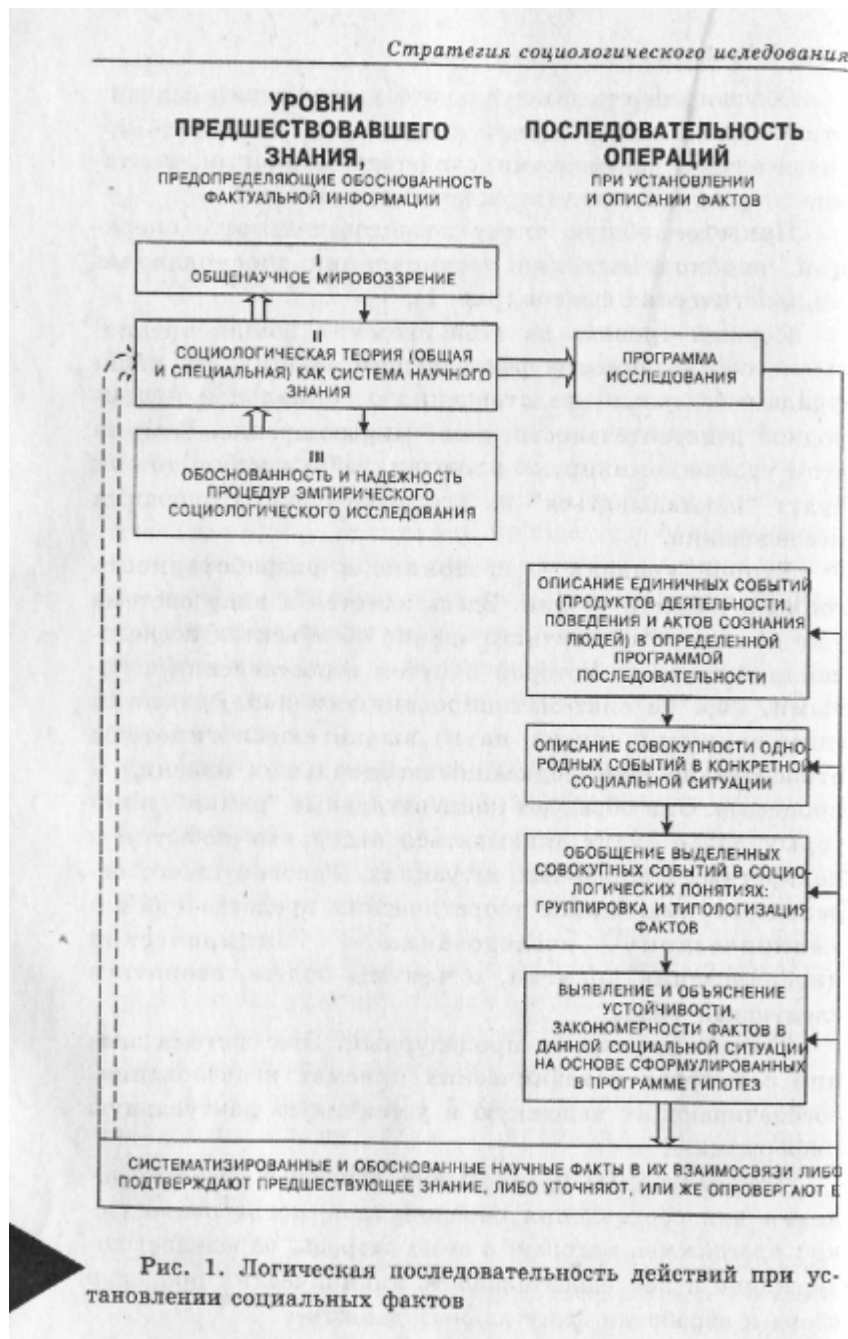 Стратегия социологического иследования
УРОВНИ
ПРЕДШЕСТВОВАВШЕГО
ЗНАНИЯ,
ПРЕДОПРЕДЕЛЯЮЩИЕ ОБОСНОВАННОСТЬ
ФАКТУАЛЬНОЙ ИНФОРМАЦИИ
ПОСЛЕДОВАТЕЛЬНОСТЬ
ОПЕРАЦИЙ
ПРИ УСТАНОВЛЕНИИ
И ОПИСАНИИ ФАКТОВ
I
ОБЩЕНАУЧНОЕ МИРОВОЗЗРЕНИЕ
II
СОЦИОЛОГИЧЕСКАЯ ТЕОРИЯ (ОБЩАЯ
И СПЕЦИАЛЬНАЯ) КАК СИСТЕМА НАУЧНОГО
ЗНАНИЯ
ПРОГРАММА
ИССЛЕДОВАНИЯ
III
ОБОСНОВАННОСТЬ И НАДЕЖНОСТЬ
ПРОЦЕДУР ЭМПИРИЧЕСКОГО
СОЦИОЛОГИЧЕСКОГО ИССЛЕДОВАНИЯ
ОПИСАНИЕ ЕДИНИЧНЫХ СОБЫТИЙ
(ПРОДУКТОВ ДЕЯТЕЛЬНОСТИ,
ПОВЕДЕНИЯ И АКТОВ СОЗНАНИЯ
ЛЮДЕЙ) В ОПРЕДЕЛЕННОЙ
ПРОГРАММОЙ
ПОСЛЕДОВАТЕЛЬНОСТИ
ОПИСАНИЕ СОВОКУПНОСТИ ОДНО-
РОДНЫХ СОБЫТИЙ В КОНКРЕТНОЙ
СОЦИАЛЬНОЙ СИТУАЦИИ
ОБОБЩЕНИЕ ВЫДЕЛЕННЫХ
СОВОКУПНЫХ СОБЫТИЙ В СОЦИО-
ЛОГИЧЕСКИХ ПОНЯТИЯХ:
ГРУППИРОВКА И ТИПОЛОГИЗАЦИЯ
ФАКТОВ
ВЫЯВЛЕНИЕ И ОБЪЯСНЕНИЕ
УСТОЙЧИВОСТИ,
ЗАКОНОМЕРНОСТИ ФАКТОВ В
ДАННОЙ СОЦИАЛЬНОЙ СИТУАЦИИ
НА ОСНОВЕ СФОРМУЛИРОВАННЫХ
В ПРОГРАММЕ ГИПОТЕЗ
СИСТЕМАТИЗИРОВАННЫЕ И ОБОСНОВАННЫЕ НАУЧНЫЕ ФАКТЫ В ИХ ВЗАИМОСВЯЗИ ЛИБО
ПОДТВЕРЖДАЮТ ПРЕДШЕСТВУЮЩЕЕ ЗНАНИЕ, ЛИБО УТОЧНЯЮТ, ИЛИ ЖЕ ОПРОВЕРГАЮТ Е
Рис. 1. Логическая последовательность действий при ус-
тановлении социальных фактов